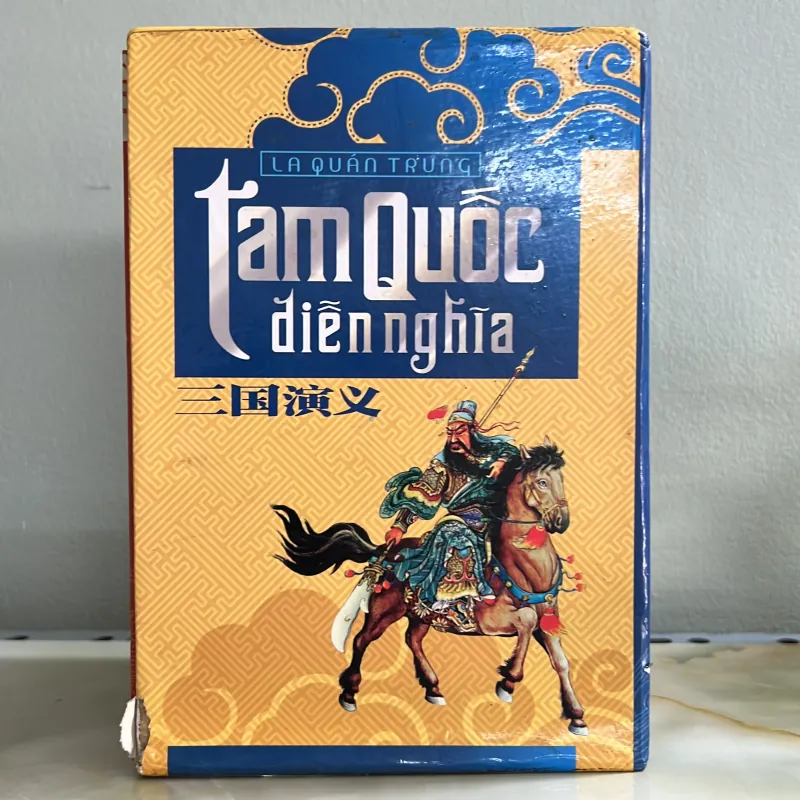 LA QUÁN TRUNG
Tam Quốc
diễn nghĩa
三国演义